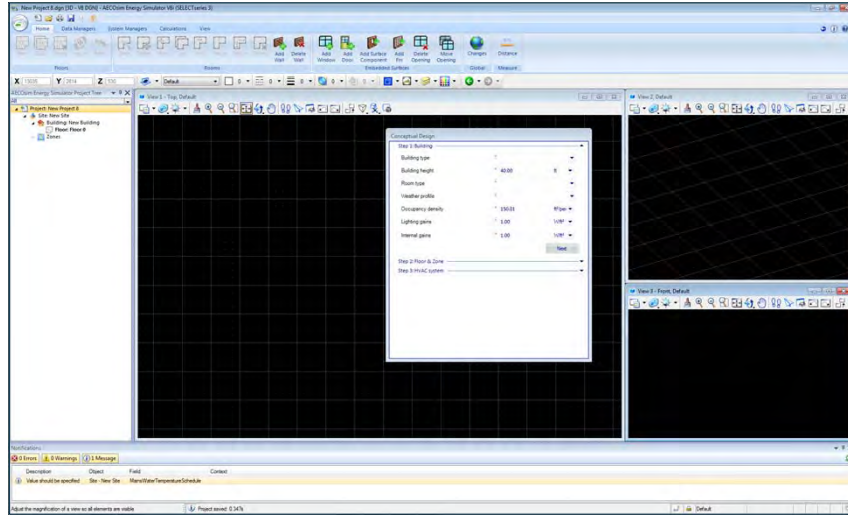 New Project 8.dgn [3D - V8 DGN] - AECOsim Energy Simulator V8i (SELECTseries 3)
Home Data Managers System Managers Calculations View
Add Wall
Delete Wall
Add Window
Add Door
Add Surface Component
Add Pin
Delete Opening
Move Opening
Changes
Distance
Floors Rooms Embedded Surfaces Global Measure
X Y Z
Default
AECOsim Energy Simulator Project Tree
All
Project: New Project 8
Site: New Site
Building: New Building
Floor: Floor 0
Zones
View 1 - Top, Default
View 2, Default
View 3 - Front, Default
Conceptual Design
Step 1: Building
Building type
Building height 40.00 ft
Room type
Weather profile
Occupancy density 150.01
Lighting gains 1.00 W/ft²
Internal gains 1.00 W/ft²
Next
Step 2: Floor & Zone
Step 3: HVAC system
Notifications
0 Errors 0 Warnings 1 Message
Description Object Field Context
Value should be specified Site - New Site MainsWaterTemperatureSchedule
Adjust the magnification of a view so all elements are visible Project saved: 0.347s Default